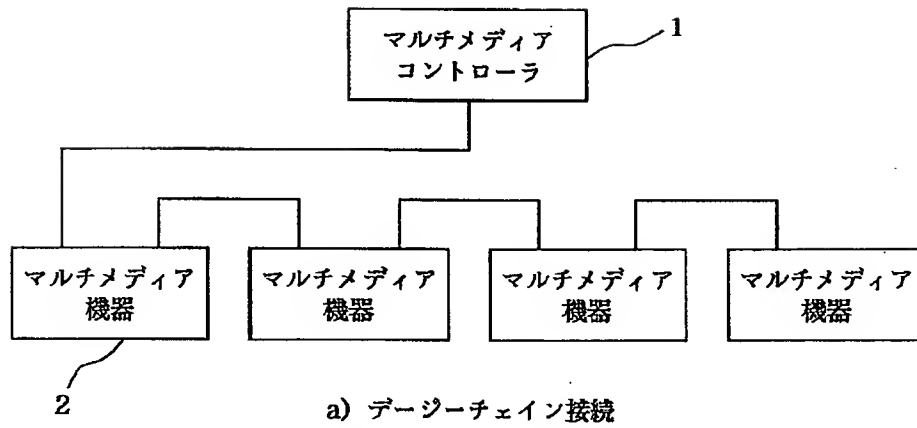 マルチメディア
コントローラ
1
マルチメディア
機器
マルチメディア
機器
マルチメディア
機器
マルチメディア
機器
2
a) デージーチェイン接続